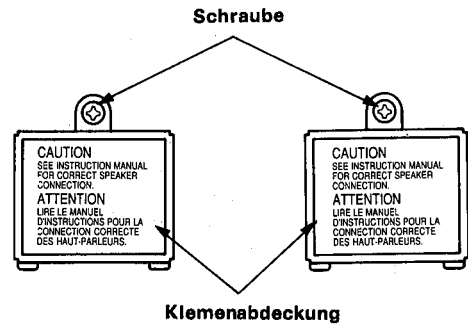 Schraube
CAUTION
SEE INSTRUCTION MANUAL
FOR CORRECT SPEAKER
CONNECTION.
ATTENTION
LIRE LE MANUEL
D'INSTRUCTIONS POUR LA
CONNECTION CORRECTE
DES HAUT-PARLEURS.
CAUTION
SEE INSTRUCTION MANUAL
FOR CORRECT SPEAKER
CONNECTION.
ATTENTION
LIRE LE MANUEL
D'INSTRUCTIONS POUR LA
CONNECTION CORRECTE
DES HAUT-PARLEURS.
Klemenabdeckung